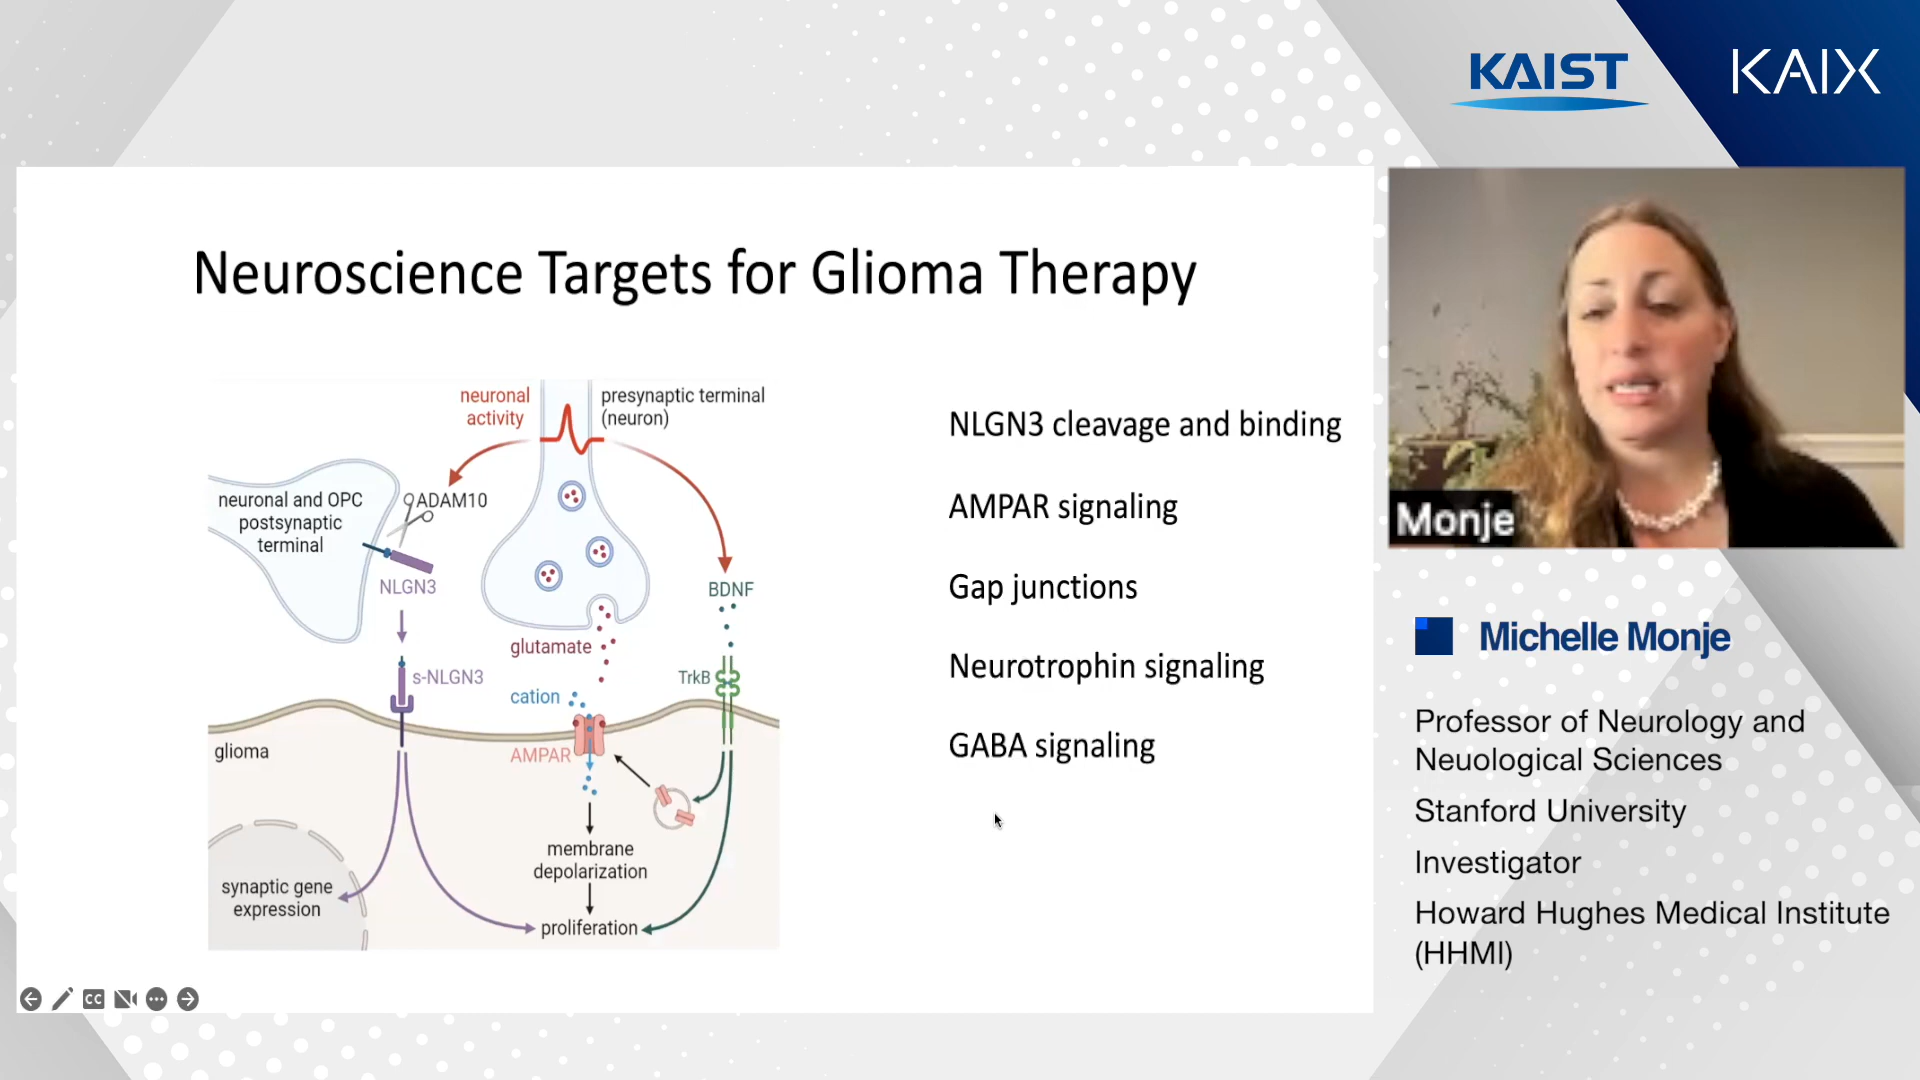 KAIST
KAIX
Neuroscience Targets for Glioma Therapy
neuronal
activity
presynaptic terminal
(neuron)
neuronal and OPC
postsynaptic
terminal
ADAM10
NLGN3
BDNF
glutamate
s-NLGN3
TrkB
cation
glioma
AMPAR
membrane
depolarization
synaptic gene
expression
proliferation
NLGN3 cleavage and binding
AMPAR signaling
Gap junctions
Neurotrophin signaling
GABA signaling
CC
Monje
Michelle Monje
Professor of Neurology and
Neuological Sciences
Stanford University
Investigator
Howard Hughes Medical Institute
(HHMI)